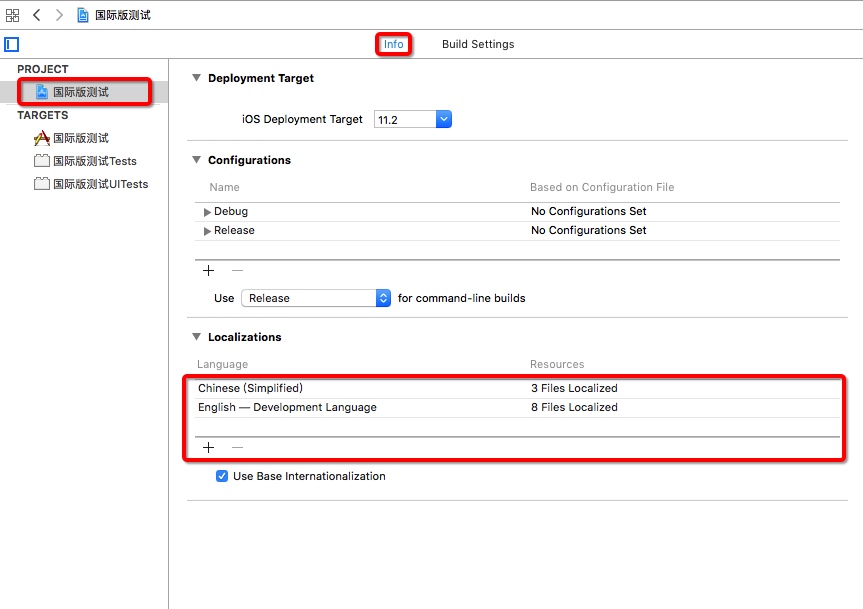 国际版测试
Info Build Settings
PROJECT
国际版测试
TARGETS
国际版测试
国际版测试Tests
国际版测试UITests
Deployment Target
iOS Deployment Target 11.2
Configurations
Name Based on Configuration File
Debug No Configurations Set
Release No Configurations Set
Use Release for command-line builds
Localizations
Language Resources
Chinese (Simplified) 3 Files Localized
English — Development Language 8 Files Localized
Use Base Internationalization